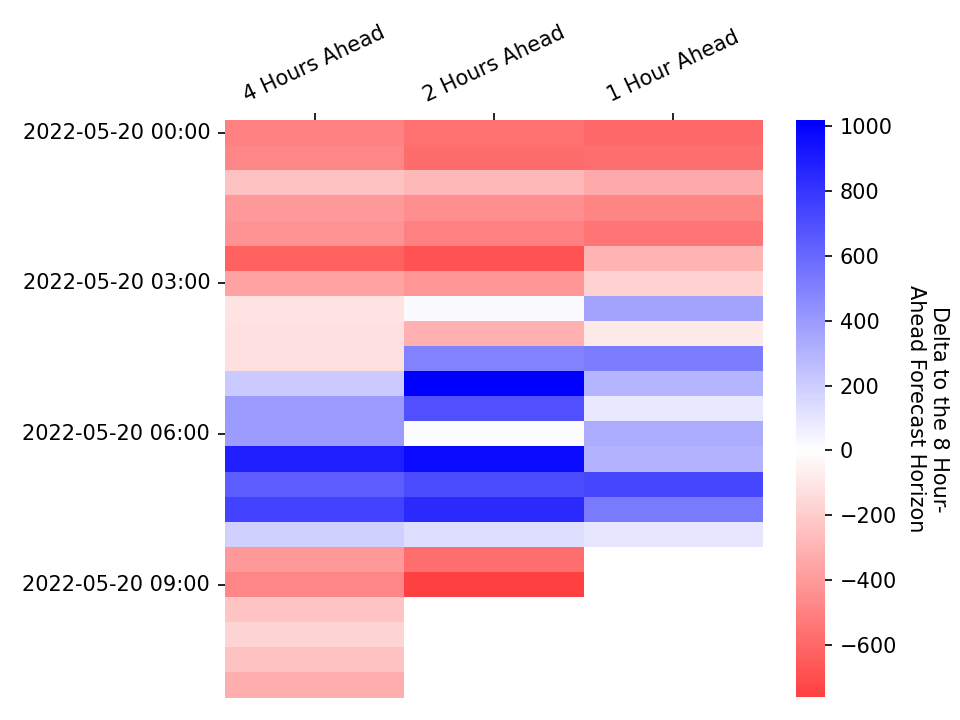 4 Hours Ahead
2 Hours Ahead
1 Hour Ahead
2022-05-20 00:00
2022-05-20 03:00
2022-05-20 06:00
2022-05-20 09:00
1000
800
600
400
200
0
−200
−400
−600
Delta to the 8 Hour-
Ahead Forecast Horizon